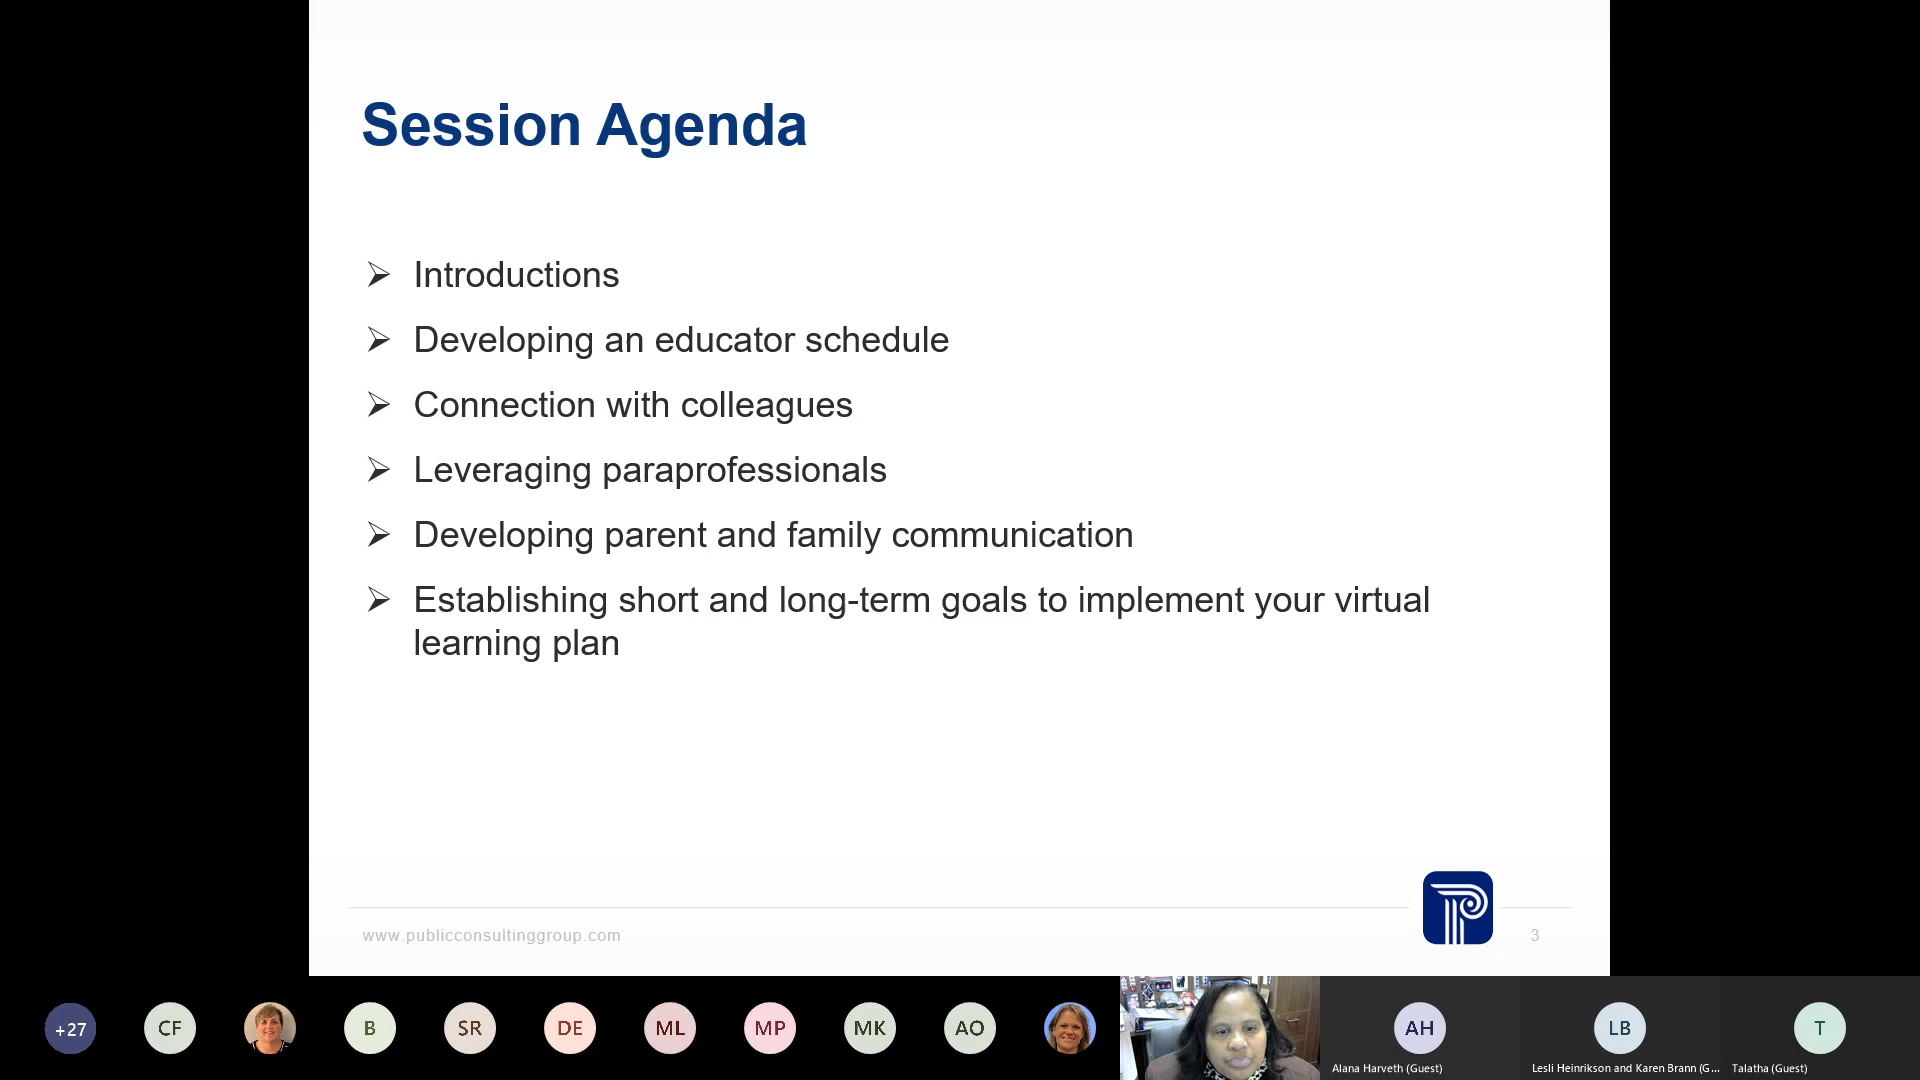 Session Agenda
Introductions
Developing an educator schedule
Connection with colleagues
Leveraging paraprofessionals
Developing parent and family communication
Establishing short and long-term goals to implement your virtual
learning plan
www.publicconsultinggroup.com
3
+27
CF
B
SR
DE
ML
MP
MK
AO
AH
LB
T
Alana Harveth (Guest)
Lesli Heinrikson and Karen Brann (G...
Talatha (Guest)